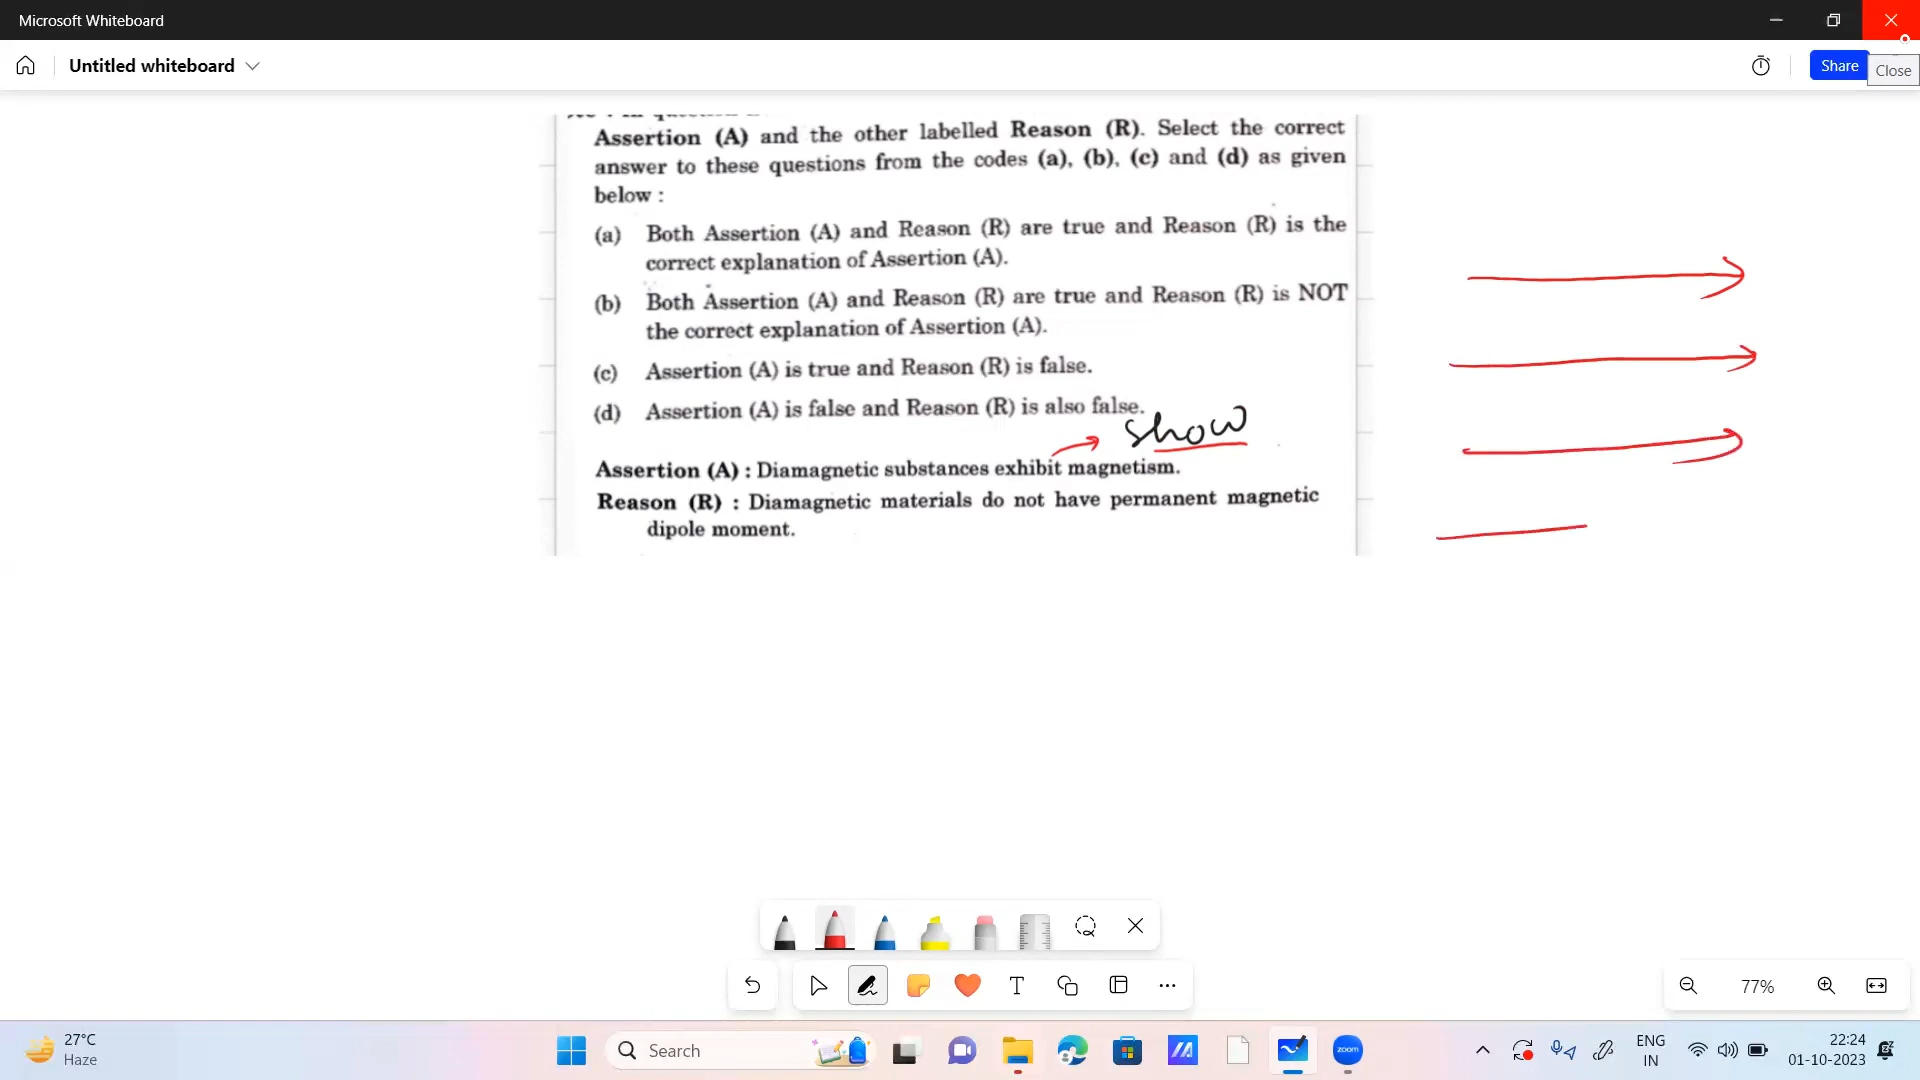 Microsoft Whiteboard
Untitled whiteboard
Share
Close
Assertion (A) and the other labelled Reason (R). Select the correct
answer to these questions from the codes (a), (b), (c) and (d) as given
below :
(a) Both Assertion (A) and Reason (R) are true and Reason (R) is the
correct explanation of Assertion (A).
(b) Both Assertion (A) and Reason (R) are true and Reason (R) is NOT
the correct explanation of Assertion (A).
(c) Assertion (A) is true and Reason (R) is false.
(d) Assertion (A) is false and Reason (R) is also false.
show
Assertion (A) : Diamagnetic substances exhibit magnetism.
Reason (R) : Diamagnetic materials do not have permanent magnetic
dipole moment.
77%
27°C
Haze
Search
zoom
ENG
IN
22:24
01-10-2023